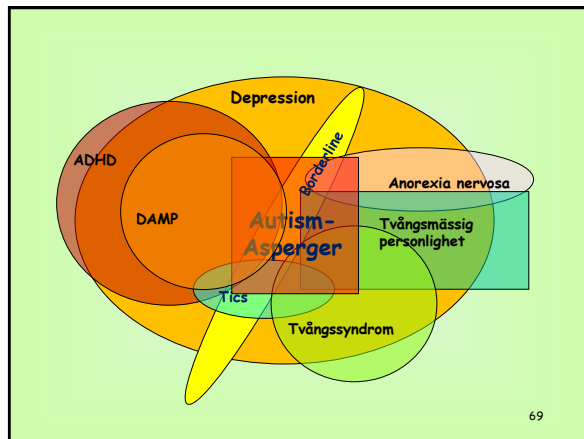 Depression
ADHD
Borderline
Anorexia nervosa
DAMP
Autism-
Asperger
Tvångsmässig
personlighet
Tics
Tvångssyndrom
69